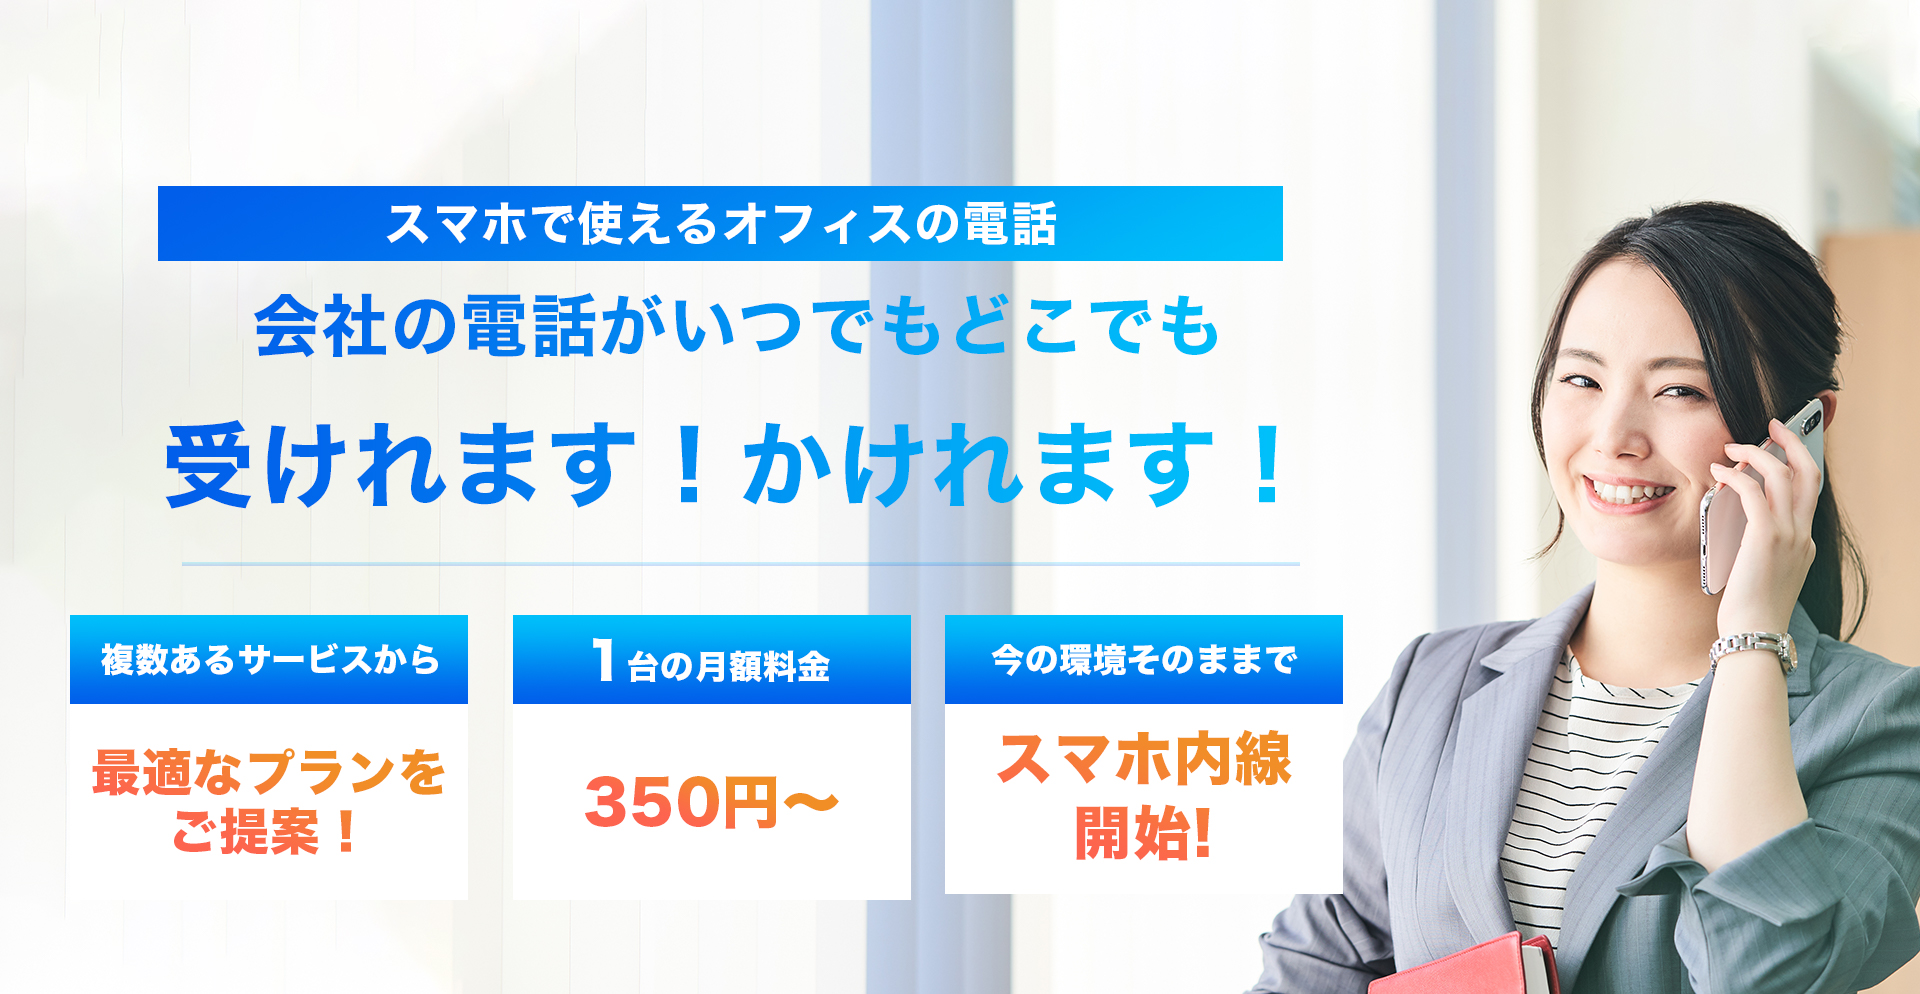 スマホで使えるオフィスの電話
会社の電話がいつでもどこでも
受けれます！かけれます！
複数あるサービスから
最適なプランを
ご提案！
1台の月額料金
350円〜
今の環境そのままで
スマホ内線
開始!